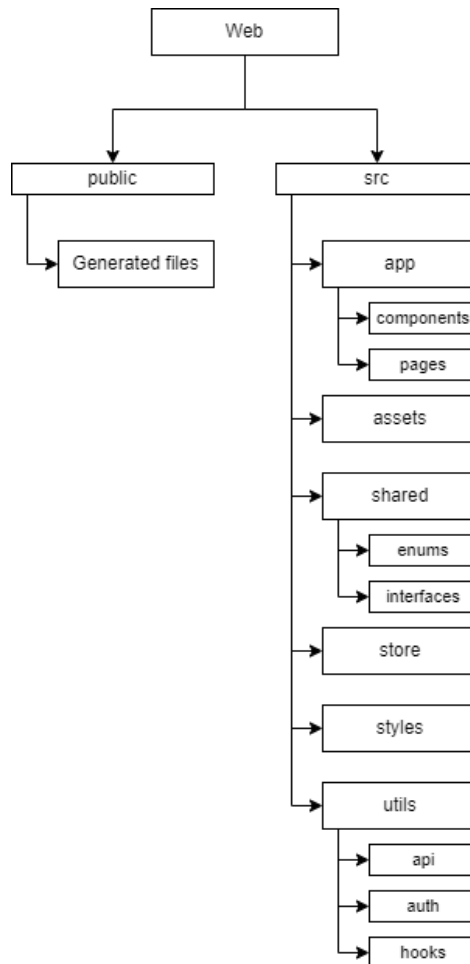 Web
public
src
Generated files
app
components
pages
assets
shared
enums
interfaces
store
styles
utils
api
auth
hooks